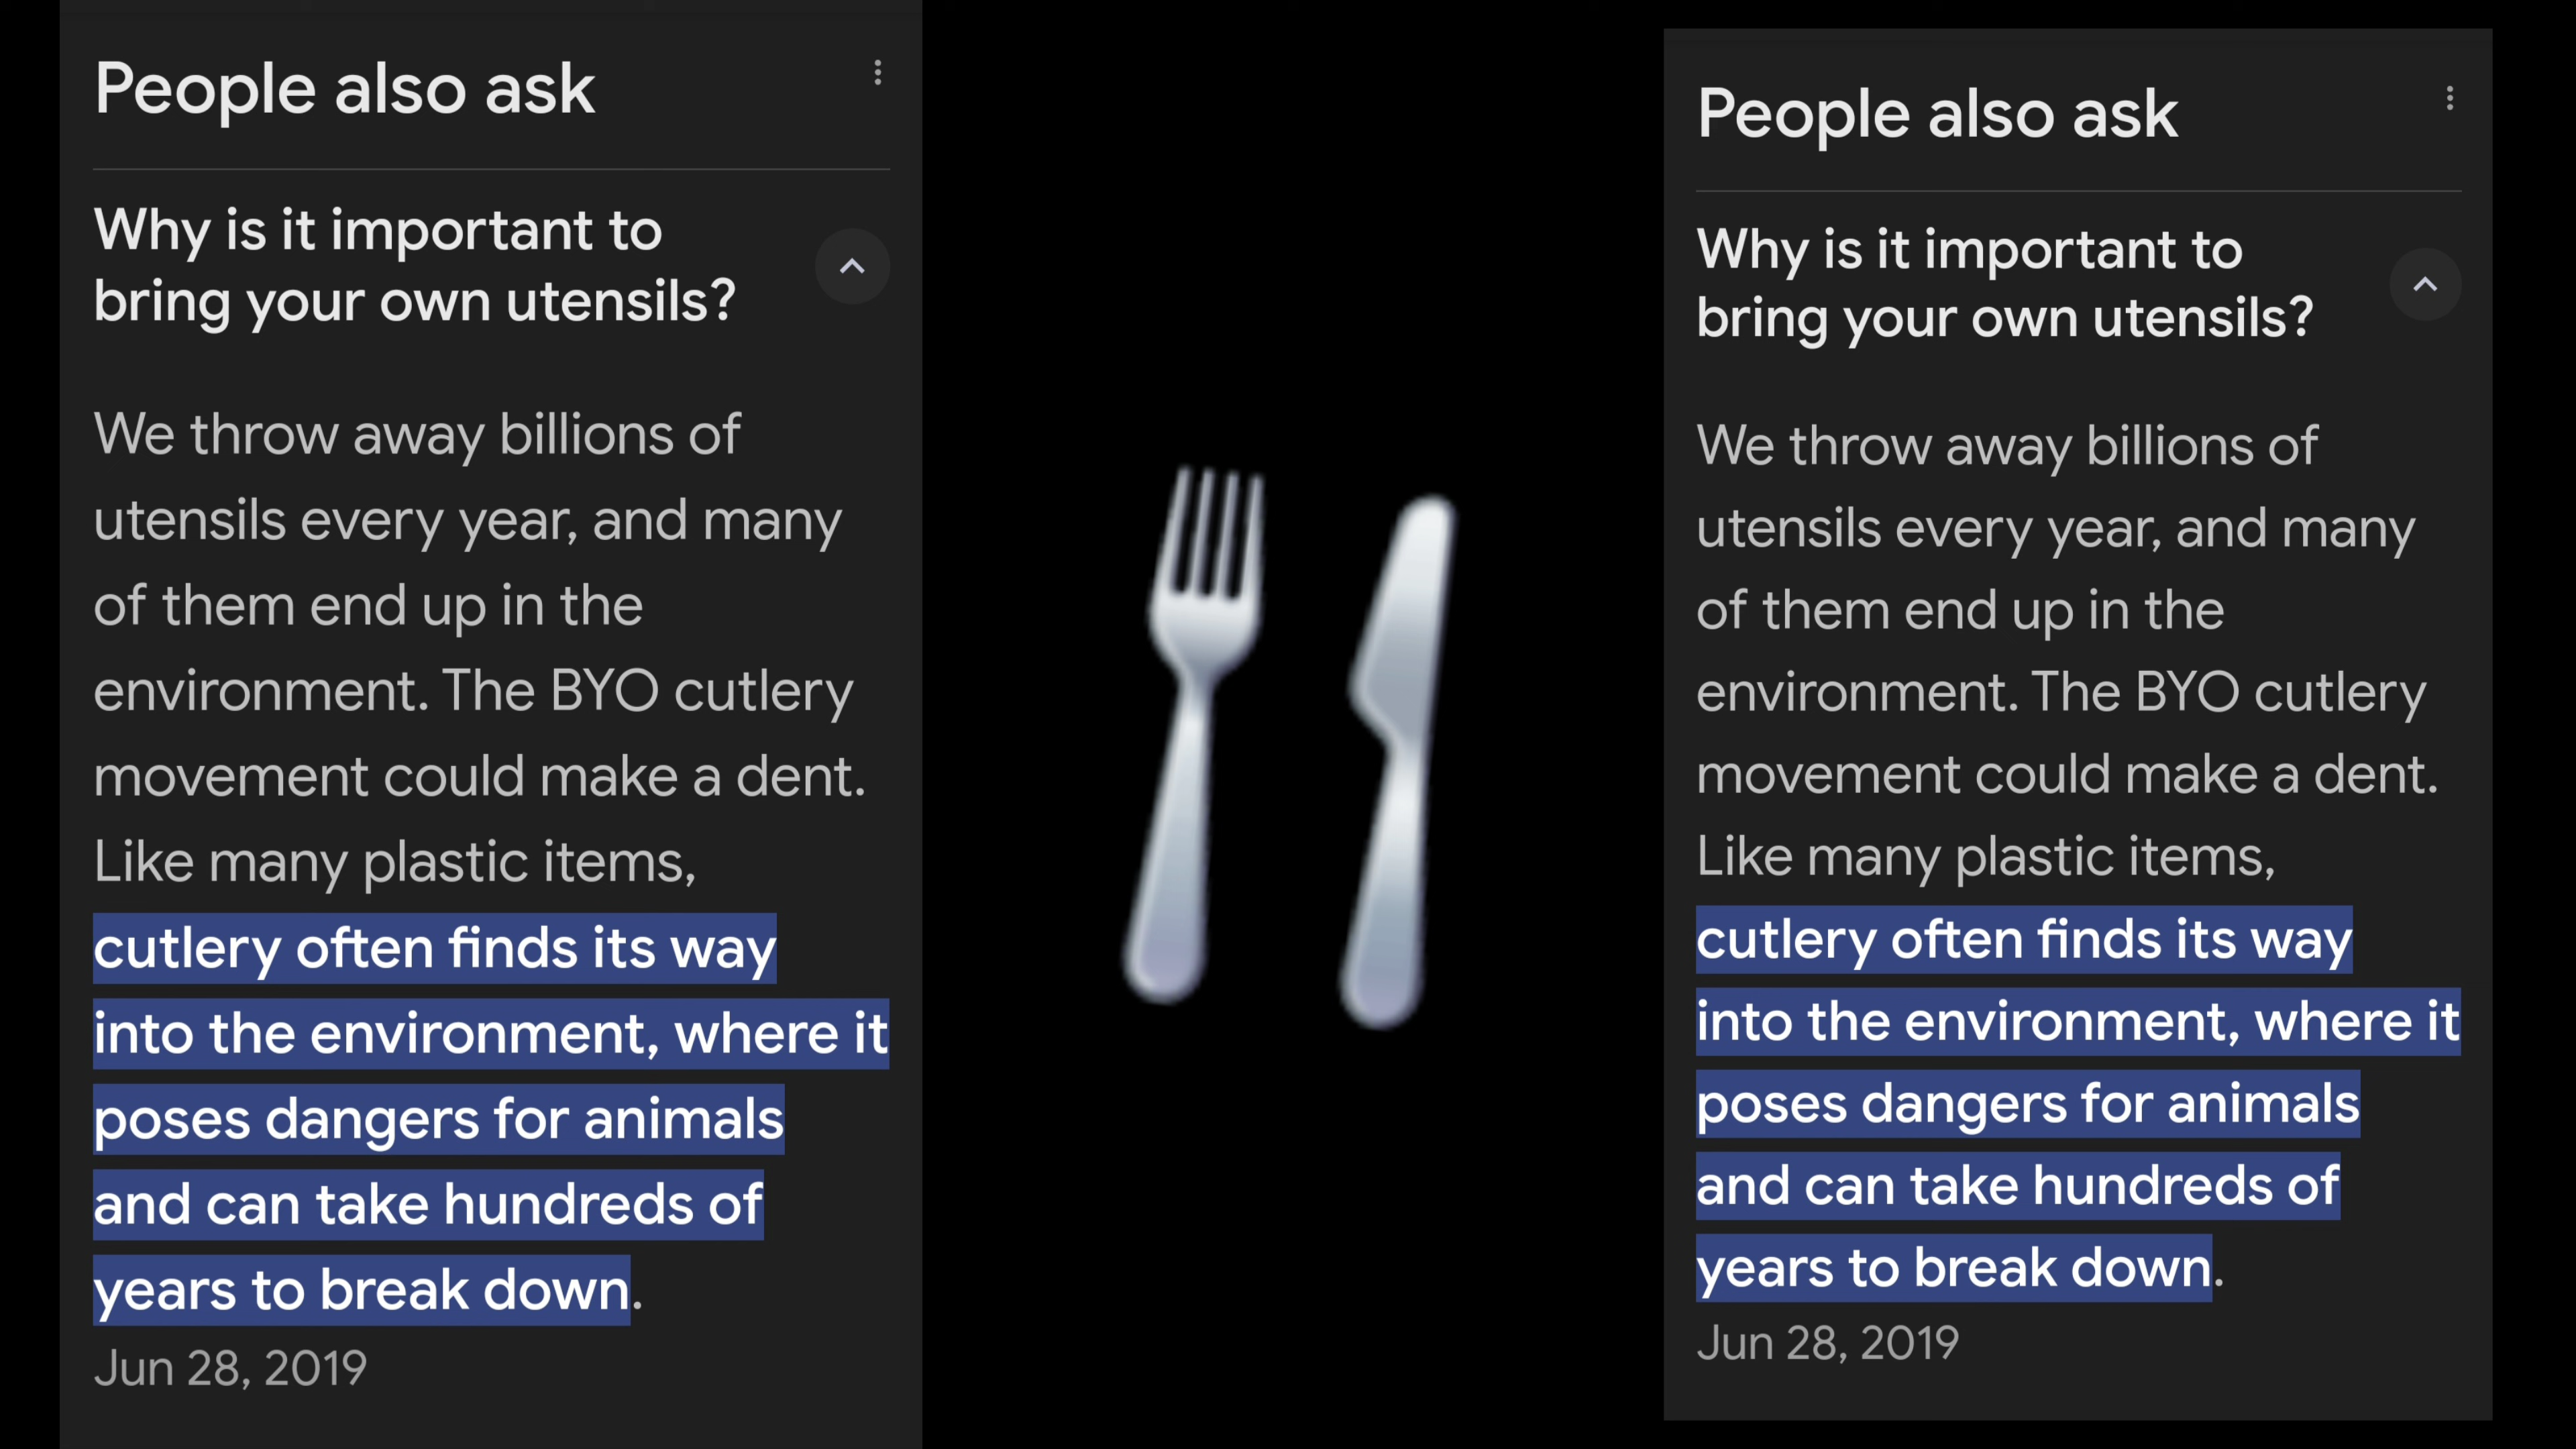 People also ask
Why is it important to
bring your own utensils?
We throw away billions of
utensils every year, and many
of them end up in the
environment. The BYO cutlery
movement could make a dent.
Like many plastic items,
cutlery often finds its way
into the environment, where it
poses dangers for animals
and can take hundreds of
years to break down.
Jun 28, 2019
People also ask
Why is it important to
bring your own utensils?
We throw away billions of
utensils every year, and many
of them end up in the
environment. The BYO cutlery
movement could make a dent.
Like many plastic items,
cutlery often finds its way
into the environment, where it
poses dangers for animals
and can take hundreds of
years to break down.
Jun 28, 2019